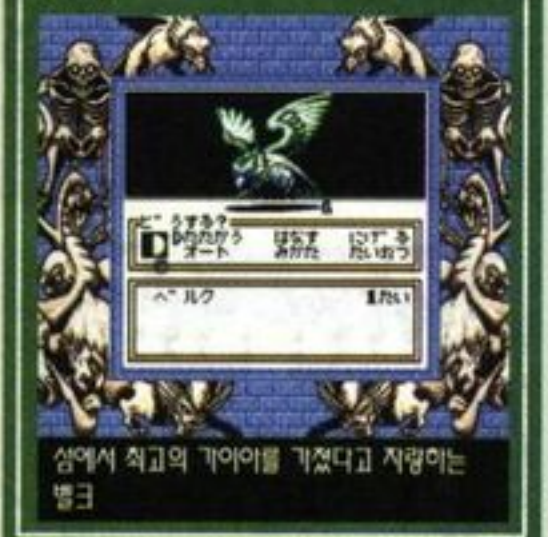 どうする?
たたかう はなす にげる
オート みかた たいおう
ベルク 1たい
섬에서 최고의 가이아를 가졌다고 자랑하는
벨크